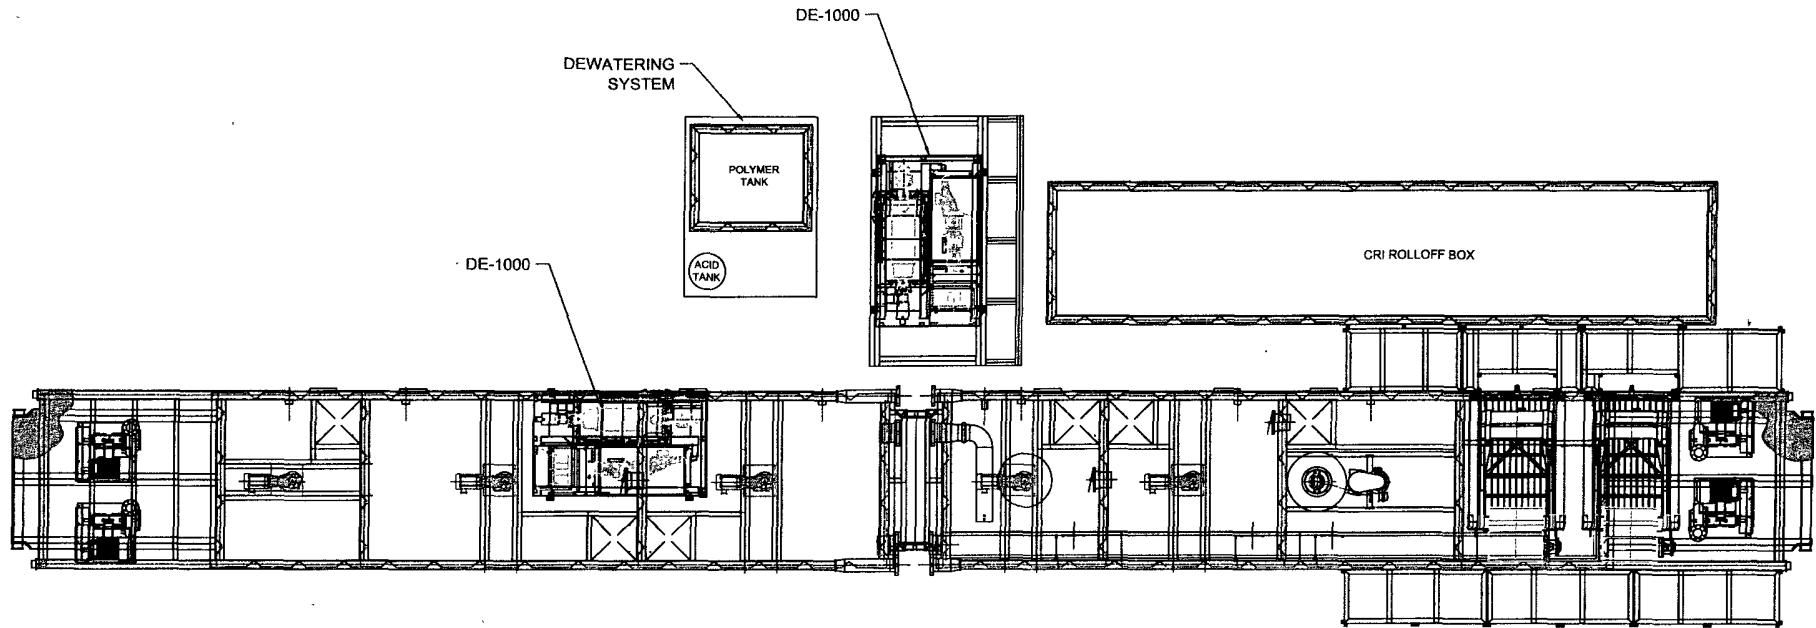 DE-1000
DEWATERING
SYSTEM
POLYMER
TANK
CRI ROLLOFF BOX
DE-1000
ACID
TANK